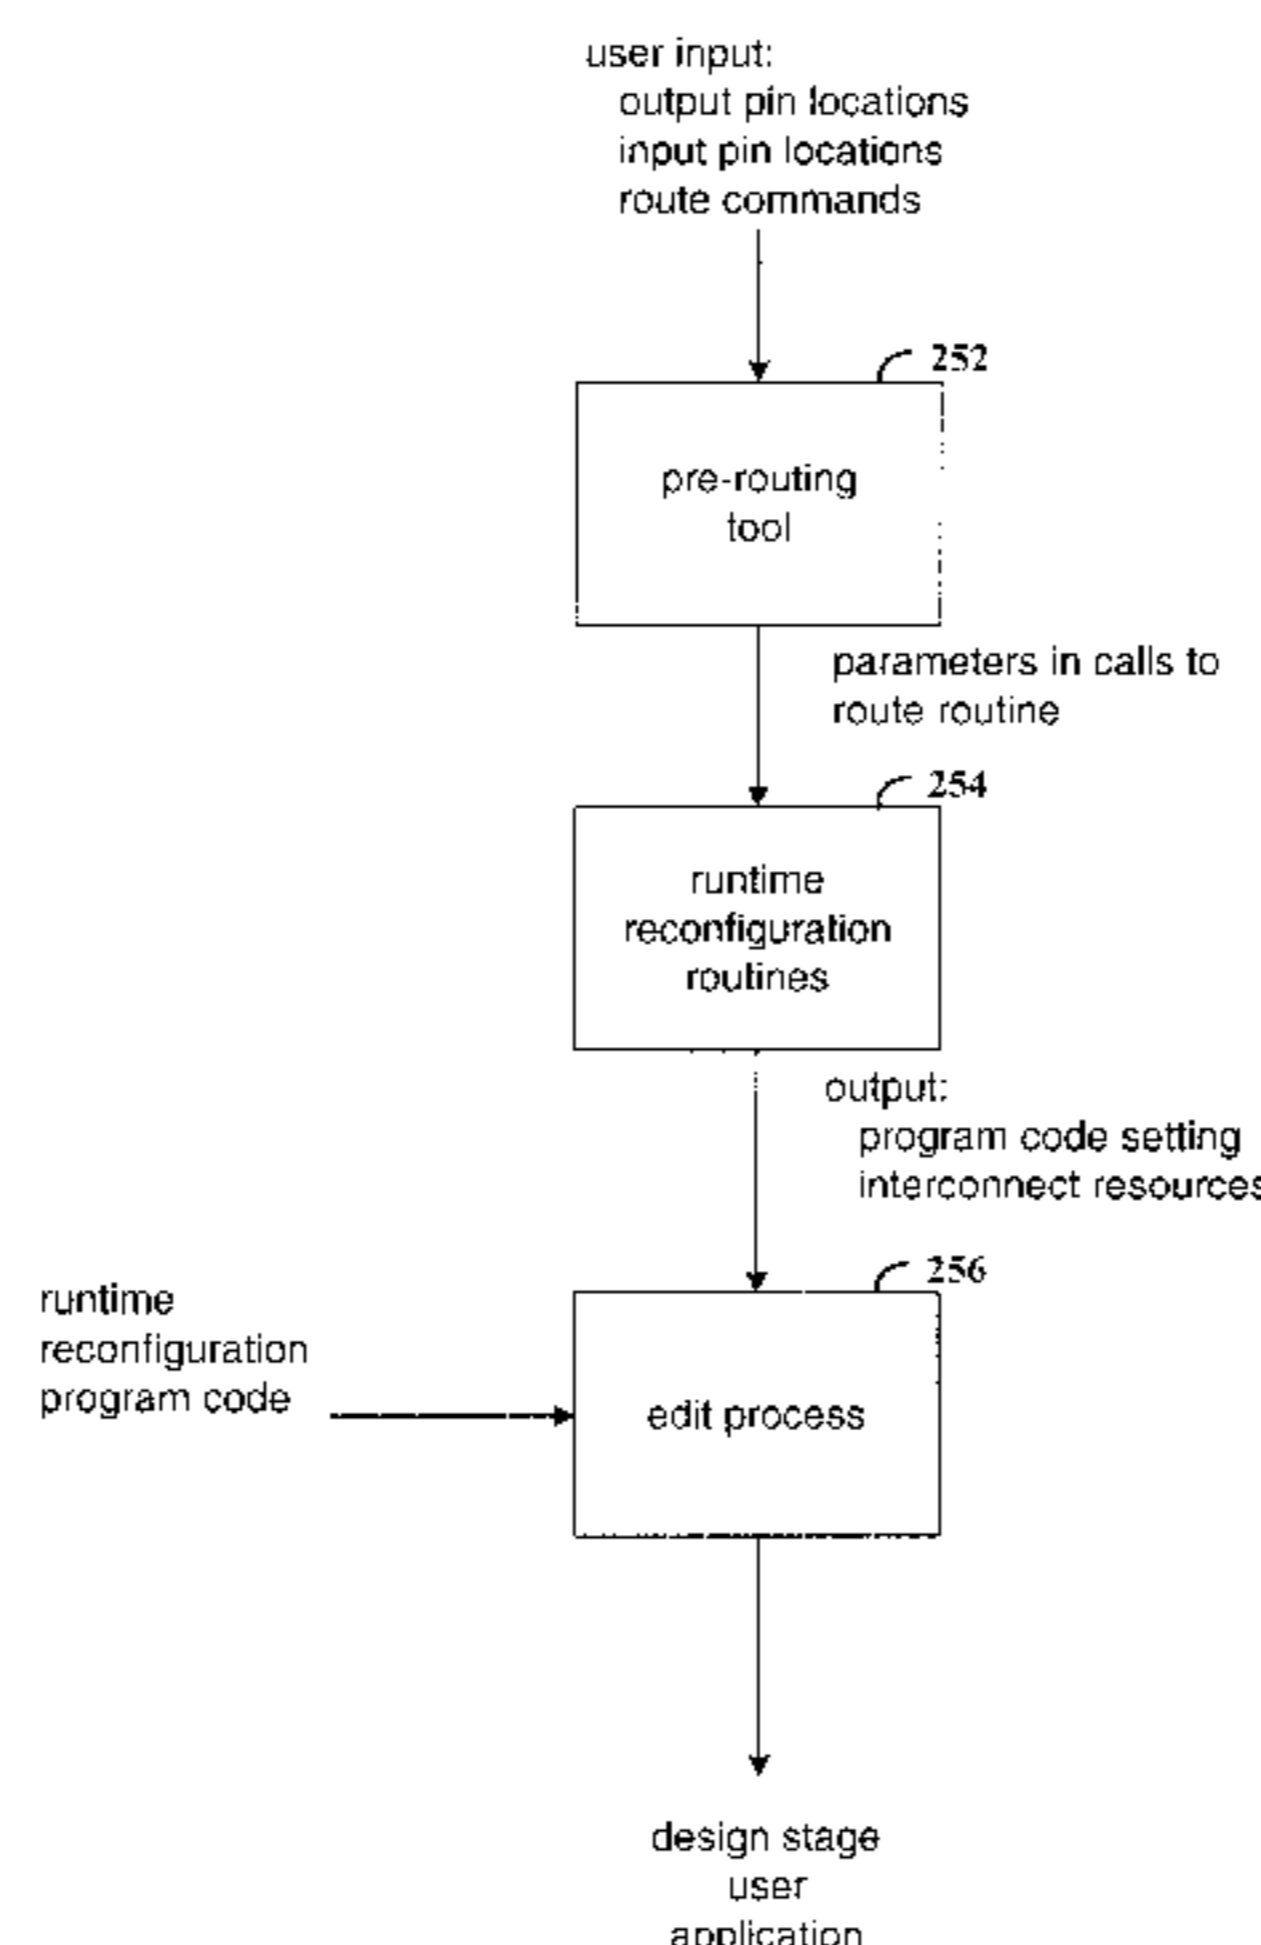 user input:
output pin locations
input pin locations
route commands
252
pre-routing
tool
parameters in calls to
route routine
254
runtime
reconfiguration
routines
output:
program code setting
interconnect resources
256
runtime
reconfiguration
program code
edit process
design stage
user
application